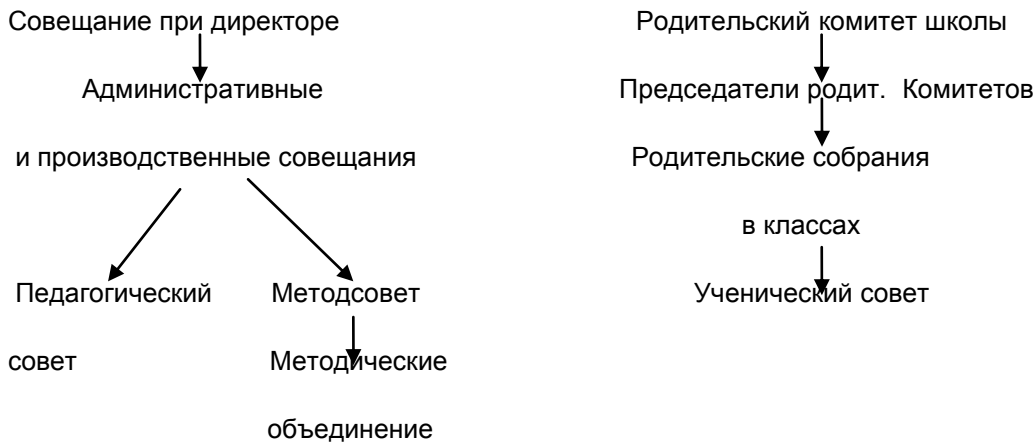 Совещание при директоре
Административные
и производственные совещания
Педагогический
совет
Методсовет
Методические
объединение
Родительский комитет школы
Председатели родит. Комитетов
Родительские собрания
в классах
Ученический совет